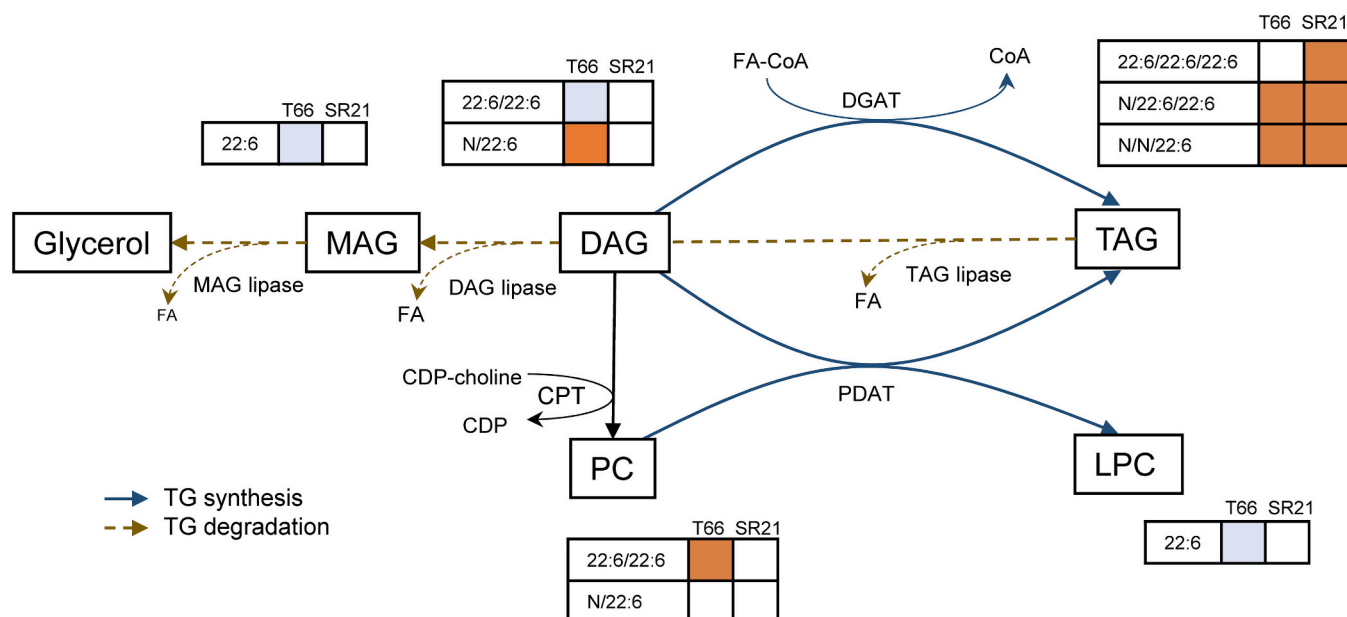 T66 SR21
22:6/22:6/22:6
N/22:6/22:6
N/N/22:6
T66 SR21
22:6/22:6
N/22:6
T66 SR21
22:6
FA-CoA
CoA
DGAT
Glycerol
MAG
DAG
TAG
MAG lipase
FA
DAG lipase
FA
TAG lipase
FA
CDP-choline
CPT
CDP
PDAT
PC
LPC
TG synthesis
TG degradation
T66 SR21
22:6/22:6
N/22:6
T66 SR21
22:6